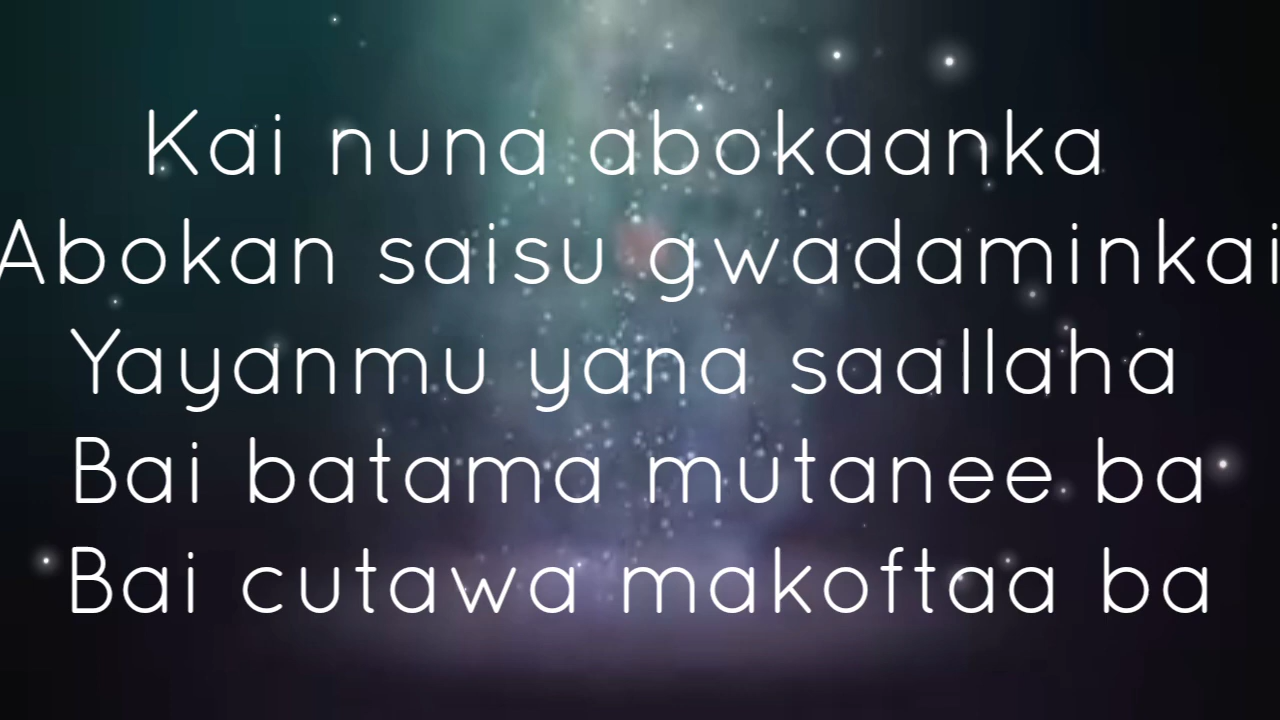 Kai nuna abokaanka
Abokan saisu gwadaminkai
Yayanmu yana saallaha
Bai batama mutanee ba
Bai cutawa makoftaa ba